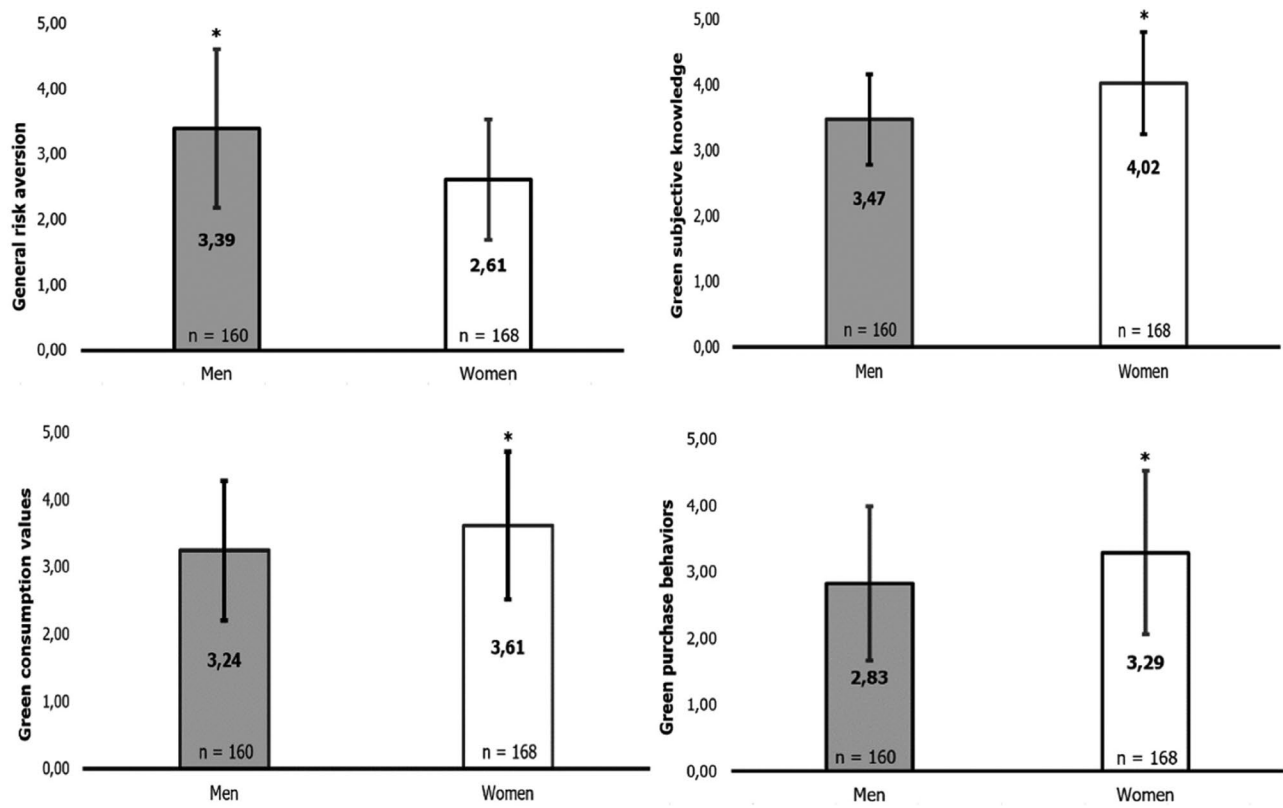 General risk aversion
5,00
4,00
3,00
2,00
1,00
0,00
*
3,39
2,61
n = 160
n = 168
Men
Women
Green subjective knowledge
5,00
4,00
3,00
2,00
1,00
0,00
*
3,47
4,02
n = 160
n = 168
Men
Women
Green consumption values
5,00
4,00
3,00
2,00
1,00
0,00
*
3,24
3,61
n = 160
n = 168
Men
Women
Green purchase behaviors
5,00
4,00
3,00
2,00
1,00
0,00
*
2,83
3,29
n = 160
n = 168
Men
Women